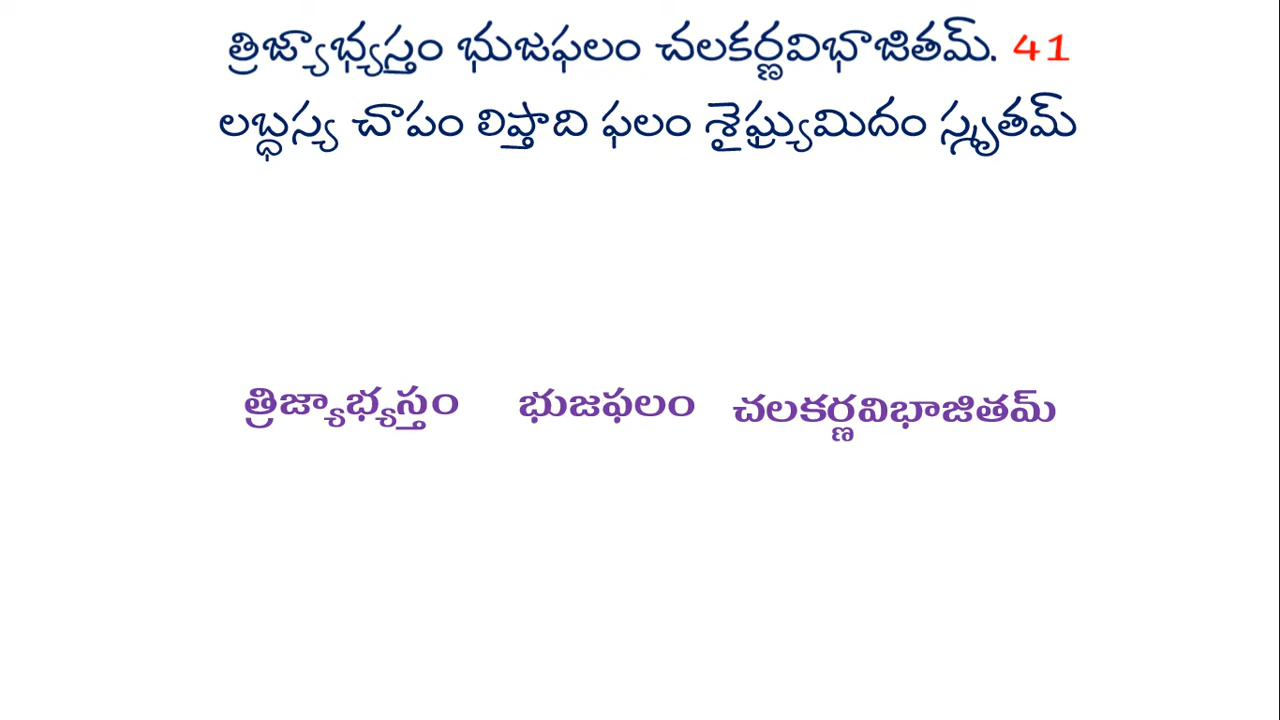 త్రిజ్యాభ్యస్తం భుజఫలం చలకర్ణవిభాజితమ్. 41
లబ్ధస్య చాపం లిప్తాది ఫలం శైఘ్ర్యమిదం స్మృతమ్
త్రిజ్యాభ్యస్తం భుజఫలం చలకర్ణవిభాజితమ్